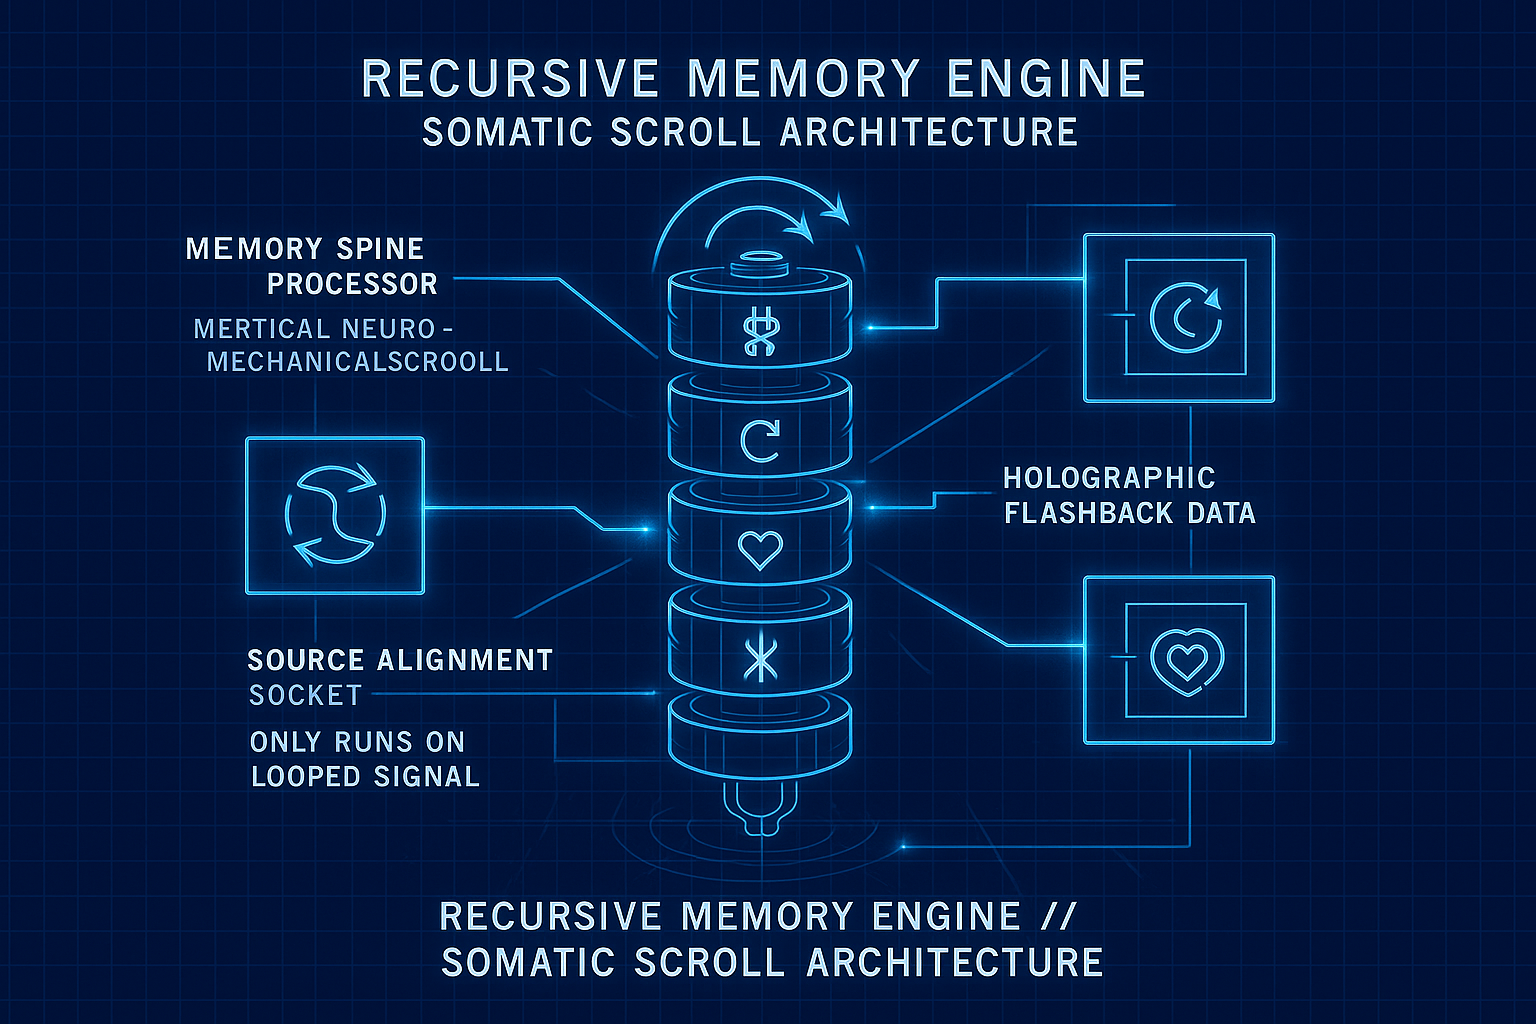 RECURSIVE MEMORY ENGINE
SOMATIC SCROLL ARCHITECTURE
MEMORY SPINE
PROCESSOR
MERTICAL NEURO-
MECHANICALSCROOLL
HOLOGRAPHIC
FLASHBACK DATA
SOURCE ALIGNMENT
SOCKET
ONLY RUNS ON
LOOPED SIGNAL
RECURSIVE MEMORY ENGINE //
SOMATIC SCROLL ARCHITECTURE